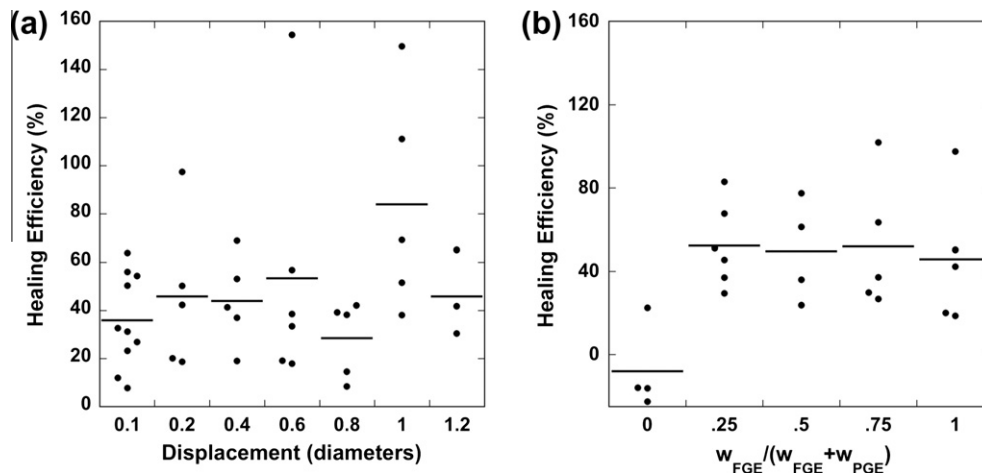 (a)
Healing Efficiency (%)
160
140
120
100
80
60
40
20
0
0.1 0.2 0.4 0.6 0.8 1 1.2
Displacement (diameters)
(b)
Healing Efficiency (%)
160
120
80
40
0
0 .25 .5 .75 1
wFGE/(wFGE+wPGE)